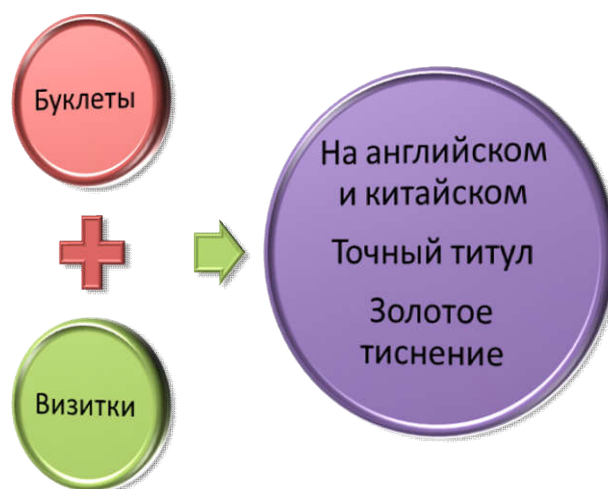 Буклеты
Визитки
На английском
и китайском
Точный титул
Золотое
тиснение